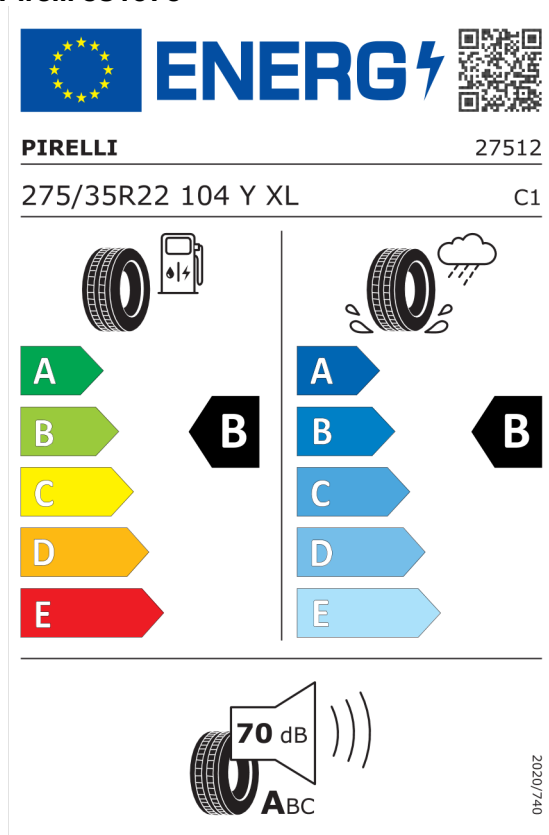 ENERG
PIRELLI
27512
275/35R22 104 Y XL
C1
A
B
C
D
E
B
A
B
C
D
E
B
70 dB
ABC
2020/740